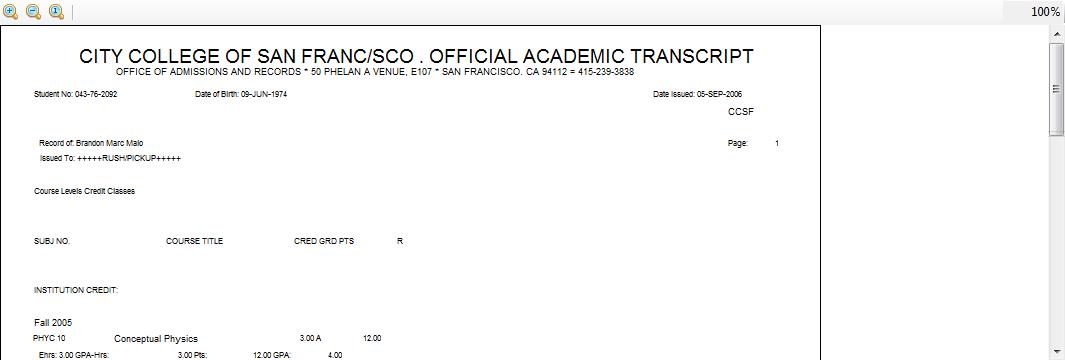 100%
CITY COLLEGE OF SAN FRANC/SCO . OFFICIAL ACADEMIC TRANSCRIPT
OFFICE OF ADMISSIONS AND RECORDS * 50 PHELAN A VENUE, E107 * SAN FRANCISCO. CA 94112 = 415-239-3838
Student No: 043-76-2092 Date of Birth: 09-JUN-1974 Date Issued: 05-SEP-2006
CCSF
Record of: Brandon Marc Malo Page: 1
Issued To: +++++RUSH/PICKUP+++++
Course Levels Credit Classes
SUBJ NO. COURSE TITLE CRED GRD PTS R
INSTITUTION CREDIT:
Fall 2005
PHYC 10 Conceptual Physics 3.00 A 12.00
Ehrs: 3.00 GPA-Hrs: 3.00 Pts: 12.00 GPA: 4.00